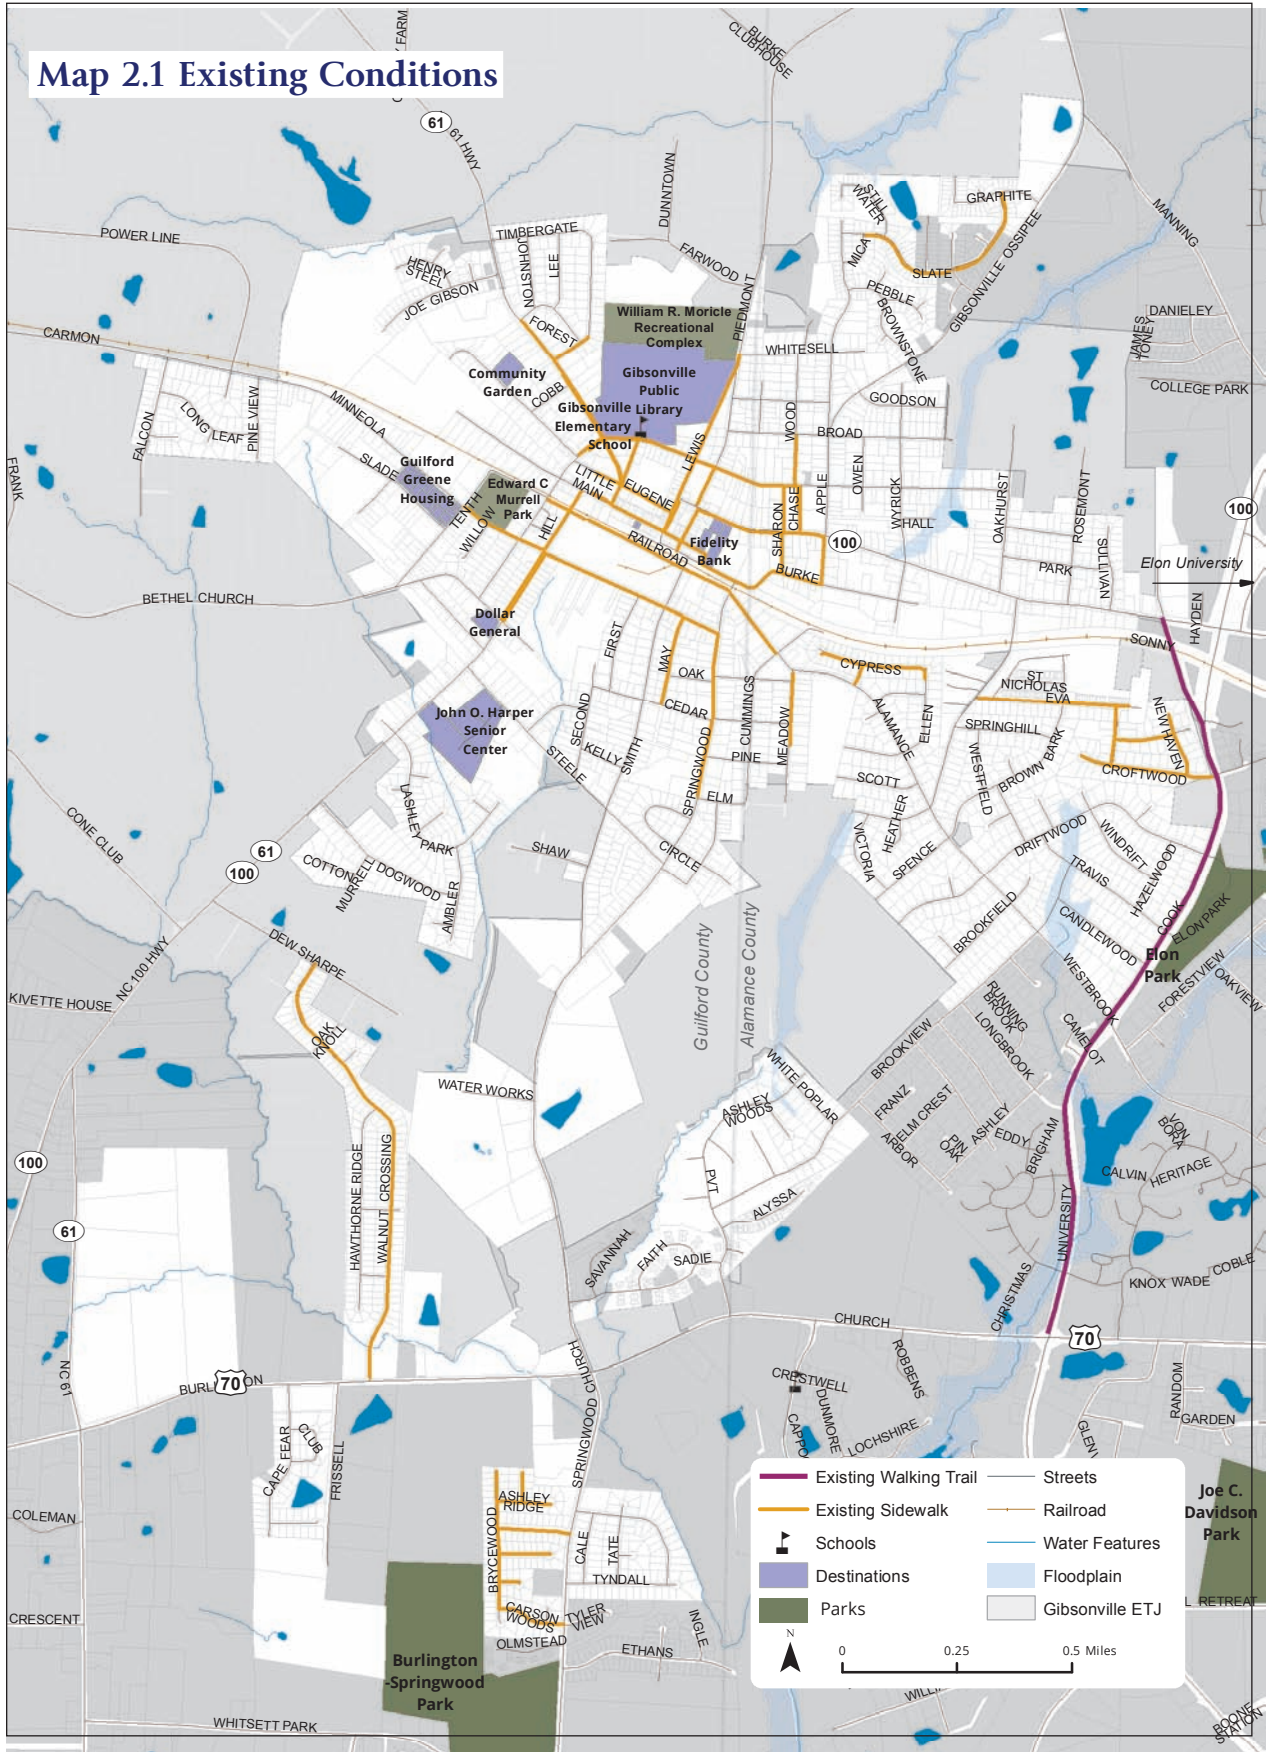 Map 2.1 Existing Conditions
BURKE
CLUBHOUSE
61
61 HWY
DUNNTOWN
MANNING
STILL
WATER
GRAPHITE
POWER LINE
TIMBERGATE
JOHNSTON
LEE
FARWOOD
MICA
SLATE
GIBSONVILLE OSSIPEE
HENRY
STEEL
JOE GIBSON
PEBBLE
BROWNSTONE
PIEDMONT
CARMON
FOREST
William R. Moricle
Recreational
Complex
WHITESELL
DANIELEY
JAMES
TONEY
COLLEGE PARK
Community
Garden
COBB
Gibsonville
Public
Library
Gibsonville
Elementary
School
GOODSON
MINNEOLA
FALCON
LONG LEAF
PINE VIEW
WOOD
BROAD
LEWIS
FRANK
SLADE
Guilford
Greene
Housing
Edward C
Murrell
Park
TENTH
WILLOW
HILL
LITTLE
MAIN
EUGENE
OWEN
APPLE
WYRICK
HALL
OAKHURST
ROSEMONT
SULLIVAN
PARK
CHASE
SHARON
100
100
RAILROAD
Fidelity
Bank
BURKE
Elon University
BETHEL CHURCH
Dollar
General
HAYDEN
SONNY
FIRST
MAY
OAK
CYPRESS
ST
NICHOLAS
EVA
CEDAR
CUMMINGS
MEADOW
ALAMANCE
ELLEN
SPRINGHILL
NEW HAVEN
John O. Harper
Senior
Center
SECOND
KELLY
SMITH
STEELE
SPRINGWOOD
PINE
ELM
WESTFIELD
BROWN BARK
CROFTWOOD
SCOTT
HEATHER
VICTORIA
SPENCE
DRIFTWOOD
WINDRIFT
TRAVIS
HAZELWOOD
CONE CLUB
61
100
LASHLEY
PARK
COTTON
MURRELL
DOGWOOD
AMBLER
SHAW
CIRCLE
BROOKFIELD
CANDLEWOOD
COOK
ELON PARK
Elon
Park
DEW SHARPE
NC 100 HWY
KIVETTE HOUSE
Guilford County
Alamance County
WESTBROOK
FORESTVIEW
OAKVIEW
RUNNING
BROOK
LONGBROOK
CAMELOT
OAK
KNOLL
BROOKVIEW
WATER WORKS
WHITE POPLAR
ASHLEY
WOODS
FRANZ
ELM CREST
ARBOR
PIN
OAK
ASHLEY
EDDY
BRIGHAM
VON
BORA
CALVIN
HERITAGE
100
61
HAWTHORNE RIDGE
WALNUT CROSSING
PVT
ALYSSA
UNIVERSITY
SAVANNAH
FAITH
SADIE
CHRISTMAS
KNOX WADE
COBLE
CHURCH
70
NC 61
70
SPRINGWOOD CHURCH
ROBBENS
CRESTWELL
DUNMORE
LOCHSHIRE
RANDOM
GARDEN
CAPE FEAR
CLUB
FRISSELL
COLEMAN
ASHLEY
RIDGE
BRYCEWOOD
CALE
TATE
TYNDALL
CARSON
WOODS
TYLER
VIEW
OLMSTEAD
ETHANS
INGLE
CRESCENT
Burlington
-Springwood
Park
WHITSETT PARK
Joe C.
Davidson
Park
RETREAT
BOONE
STATION
Existing Walking Trail
Existing Sidewalk
Schools
Destinations
Parks
Streets
Railroad
Water Features
Floodplain
Gibsonville ETJ
N
0
0.25
0.5 Miles